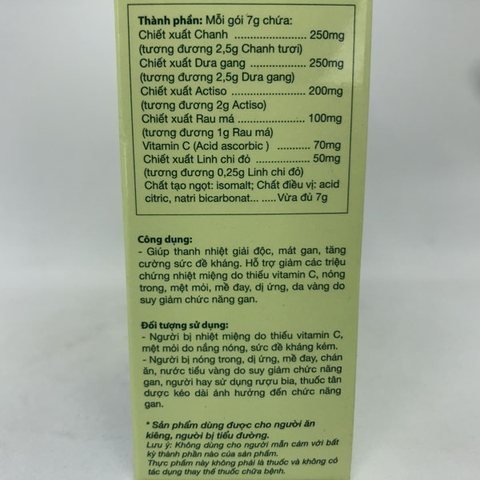 Thành phần: Mỗi gói 7g chứa:
Chiết xuất Chanh ........................ 250mg
(tương đương 2,5g Chanh tươi)
Chiết xuất Dưa gang .................. 250mg
(tương đương 2,5g Dưa gang)
Chiết xuất Actiso ........................ 200mg
(tương đương 2g Actiso)
Chiết xuất Rau má ...................... 100mg
(tương đương 1g Rau má)
Vitamin C (Acid ascorbic ) ........... 70mg
Chiết xuất Linh chi đỏ .................. 50mg
(tương đương 0,25g Linh chi đỏ)
Chất tạo ngọt: isomalt; Chất điều vị: acid
citric, natri bicarbonat... ..... Vừa đủ 7g
Công dụng:
- Giúp thanh nhiệt giải độc, mát gan, tăng
cường sức đề kháng. Hỗ trợ giảm các triệu
chứng nhiệt miệng do thiếu vitamin C, nóng
trong, mệt mỏi, mề đay, dị ứng, da vàng do
suy giảm chức năng gan.
Đối tượng sử dụng:
- Người bị nhiệt miệng do thiếu vitamin C,
mệt mỏi do nắng nóng, sức đề kháng kém.
- Người bị nóng trong, dị ứng, mề đay, chán
ăn, nước tiểu vàng do suy giảm chức năng
gan, người hay sử dụng rượu bia, thuốc tân
dược kéo dài ảnh hưởng đến chức năng
gan.
* Sản phẩm dùng được cho người ăn
kiêng, người bị tiểu đường.
Lưu ý: Không dùng cho người mẫn cảm với bất
kỳ thành phần nào của sản phẩm.
Thực phẩm này không phải là thuốc và không có
tác dụng thay thế thuốc chữa bệnh.